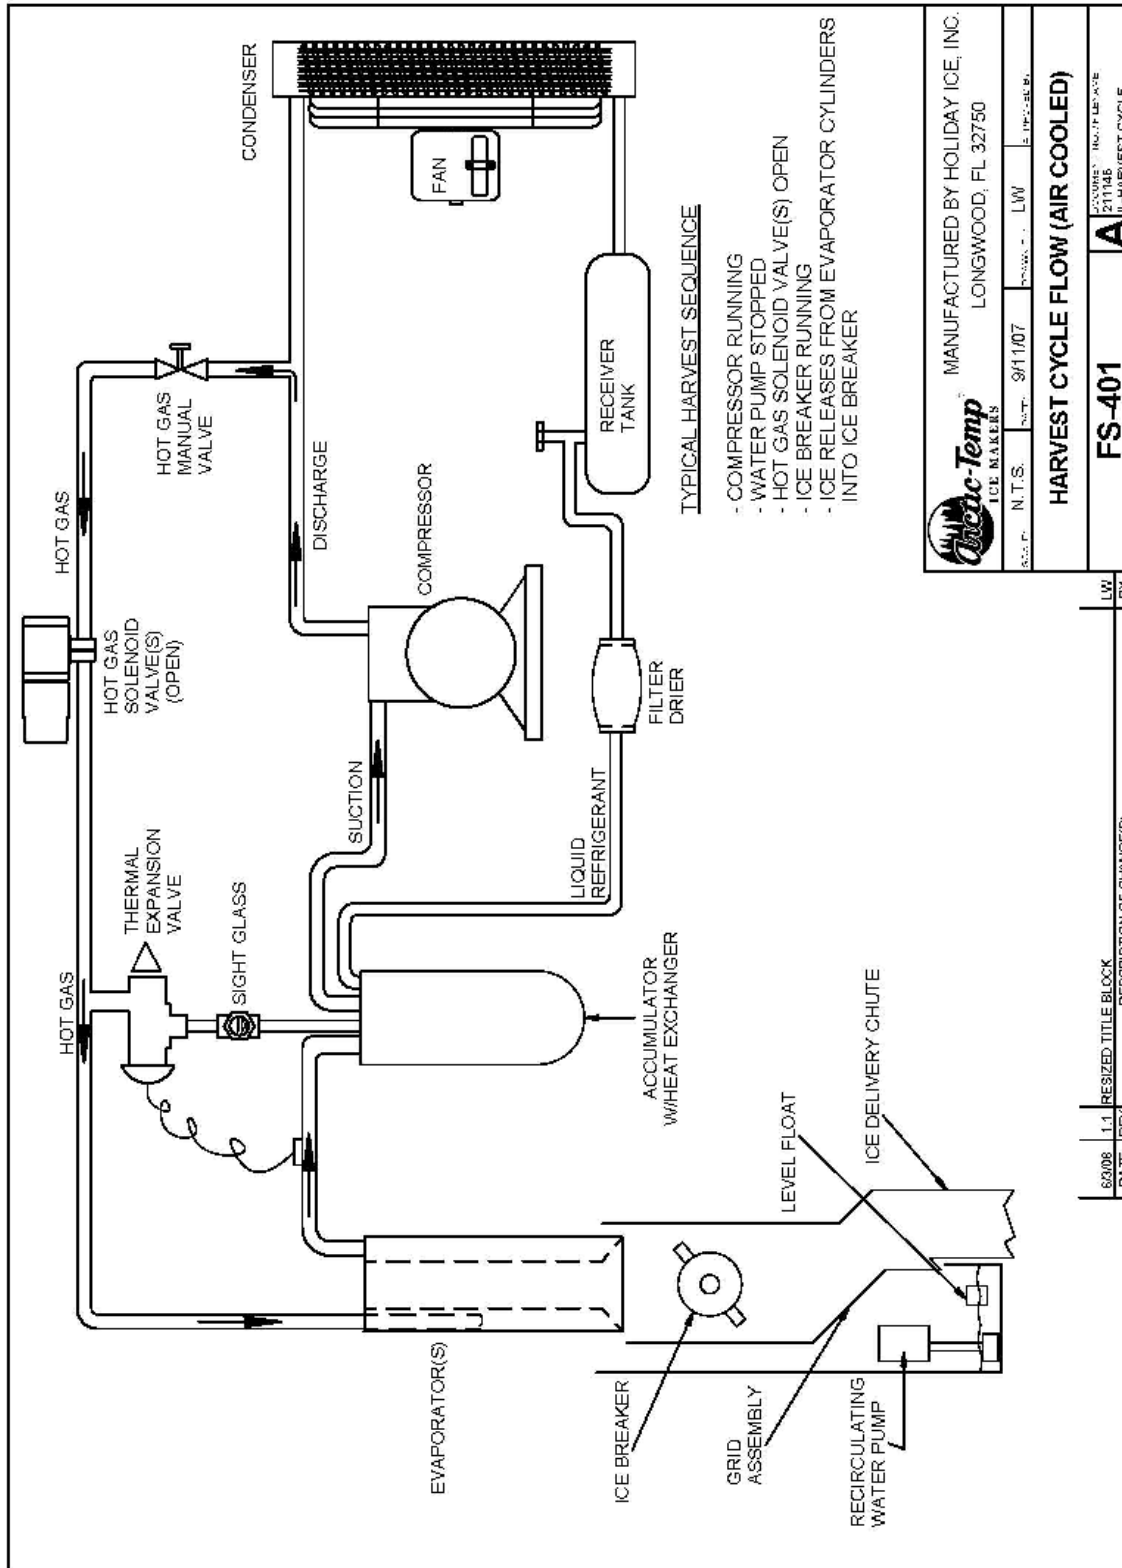 HOT GAS
HOT GAS
THERMAL
EXPANSION
VALVE
HOT GAS
SOLENOID
VALVE(S)
(OPEN)
HOT GAS
MANUAL
VALVE
CONDENSER
SIGHT GLASS
SUCTION
DISCHARGE
COMPRESSOR
FAN
EVAPORATOR(S)
LIQUID
REFRIGERANT
FILTER
DRIER
RECEIVER
TANK
ACCUMULATOR
W/HEAT EXCHANGER
ICE BREAKER
GRID
ASSEMBLY
RECIRCULATING
WATER PUMP
LEVEL FLOAT
ICE DELIVERY CHUTE
TYPICAL HARVEST SEQUENCE
- COMPRESSOR RUNNING
- WATER PUMP STOPPED
- HOT GAS SOLENOID VALVE(S) OPEN
- ICE BREAKER RUNNING
- ICE RELEASES FROM EVAPORATOR CYLINDERS
INTO ICE BREAKER
Arctic-Temp
ICE MAKERS
MANUFACTURED BY HOLIDAY ICE, INC.
LONGWOOD, FL 32750
N.T.S. 9/11/07 LW
HARVEST CYCLE FLOW (AIR COOLED)
FS-401 A
6/3/08 1.1 RESIZED TITLE BLOCK LW